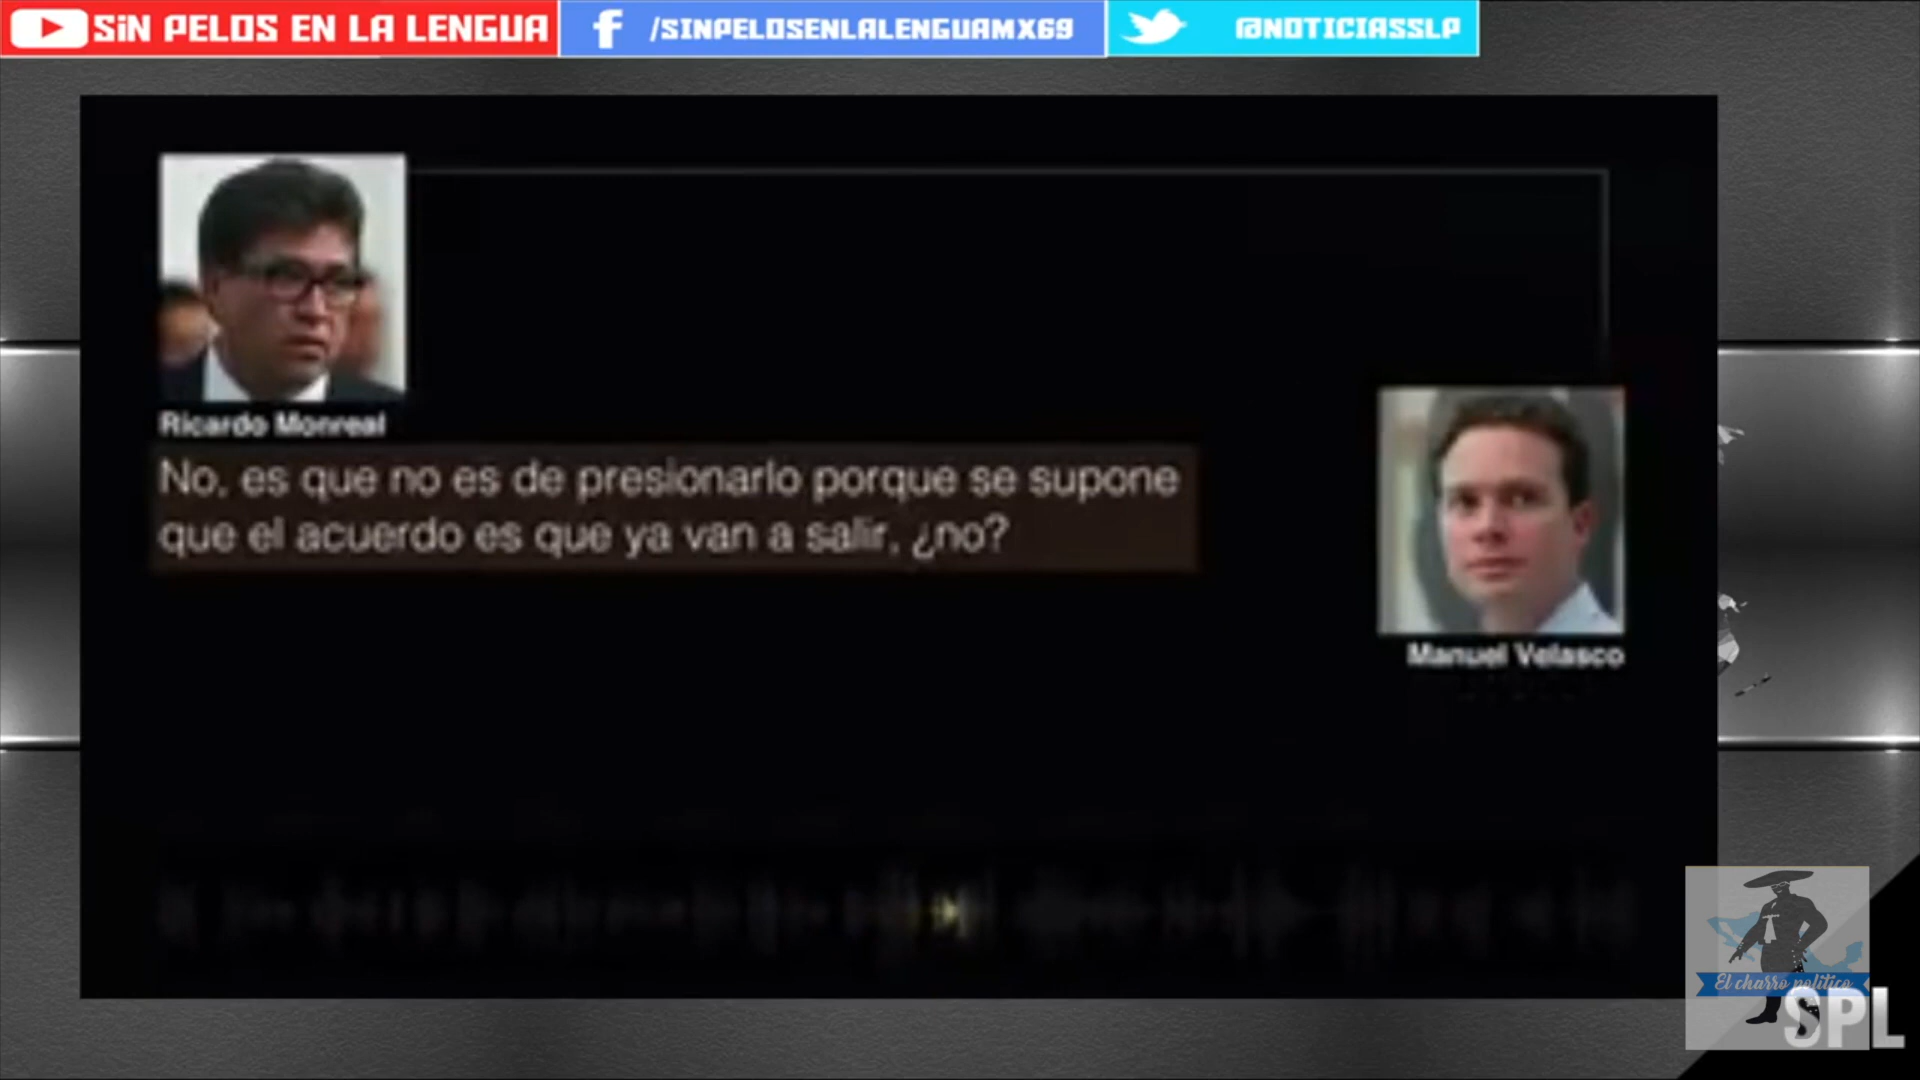 SiN PELOS EN LA LENGUA
/SINPELOSENLALENGUAMX69
@NOTICIASSLP
Ricardo Monreal
No, es que no es de presionarlo porque se supone
que el acuerdo es que ya van a salir, ¿no?
Manuel Velasco
El charro político
SPL